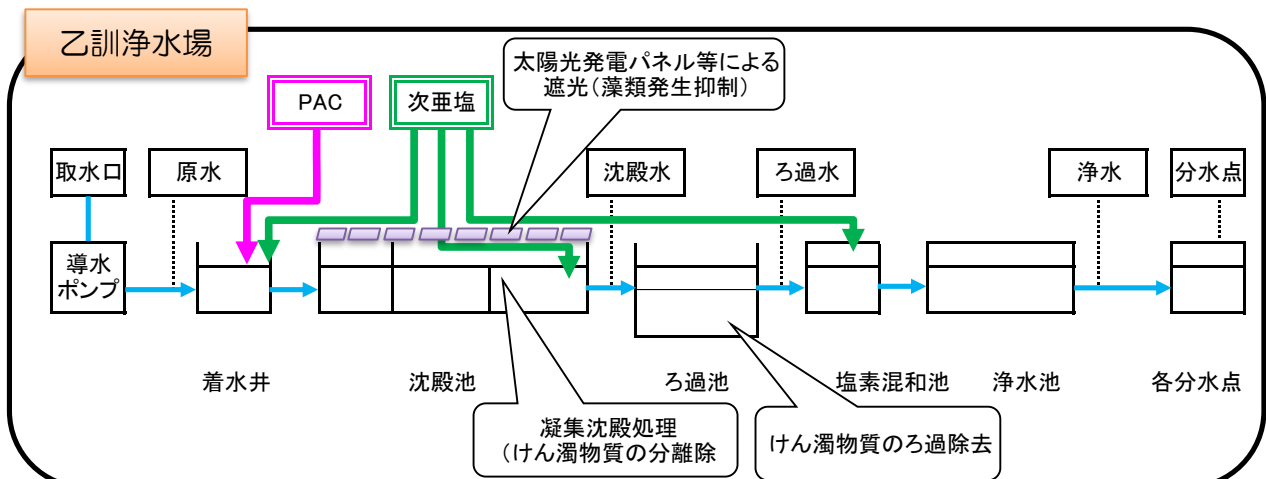 乙訓浄水場
太陽光発電パネル等による
遮光(藻類発生抑制)
PAC
次亜塩
取水口
原水
沈殿水
ろ過水
浄水
分水点
導水
ポンプ
着水井
沈殿池
ろ過池
塩素混和池
浄水池
各分水点
凝集沈殿処理
(けん濁物質の分離除
けん濁物質のろ過除去